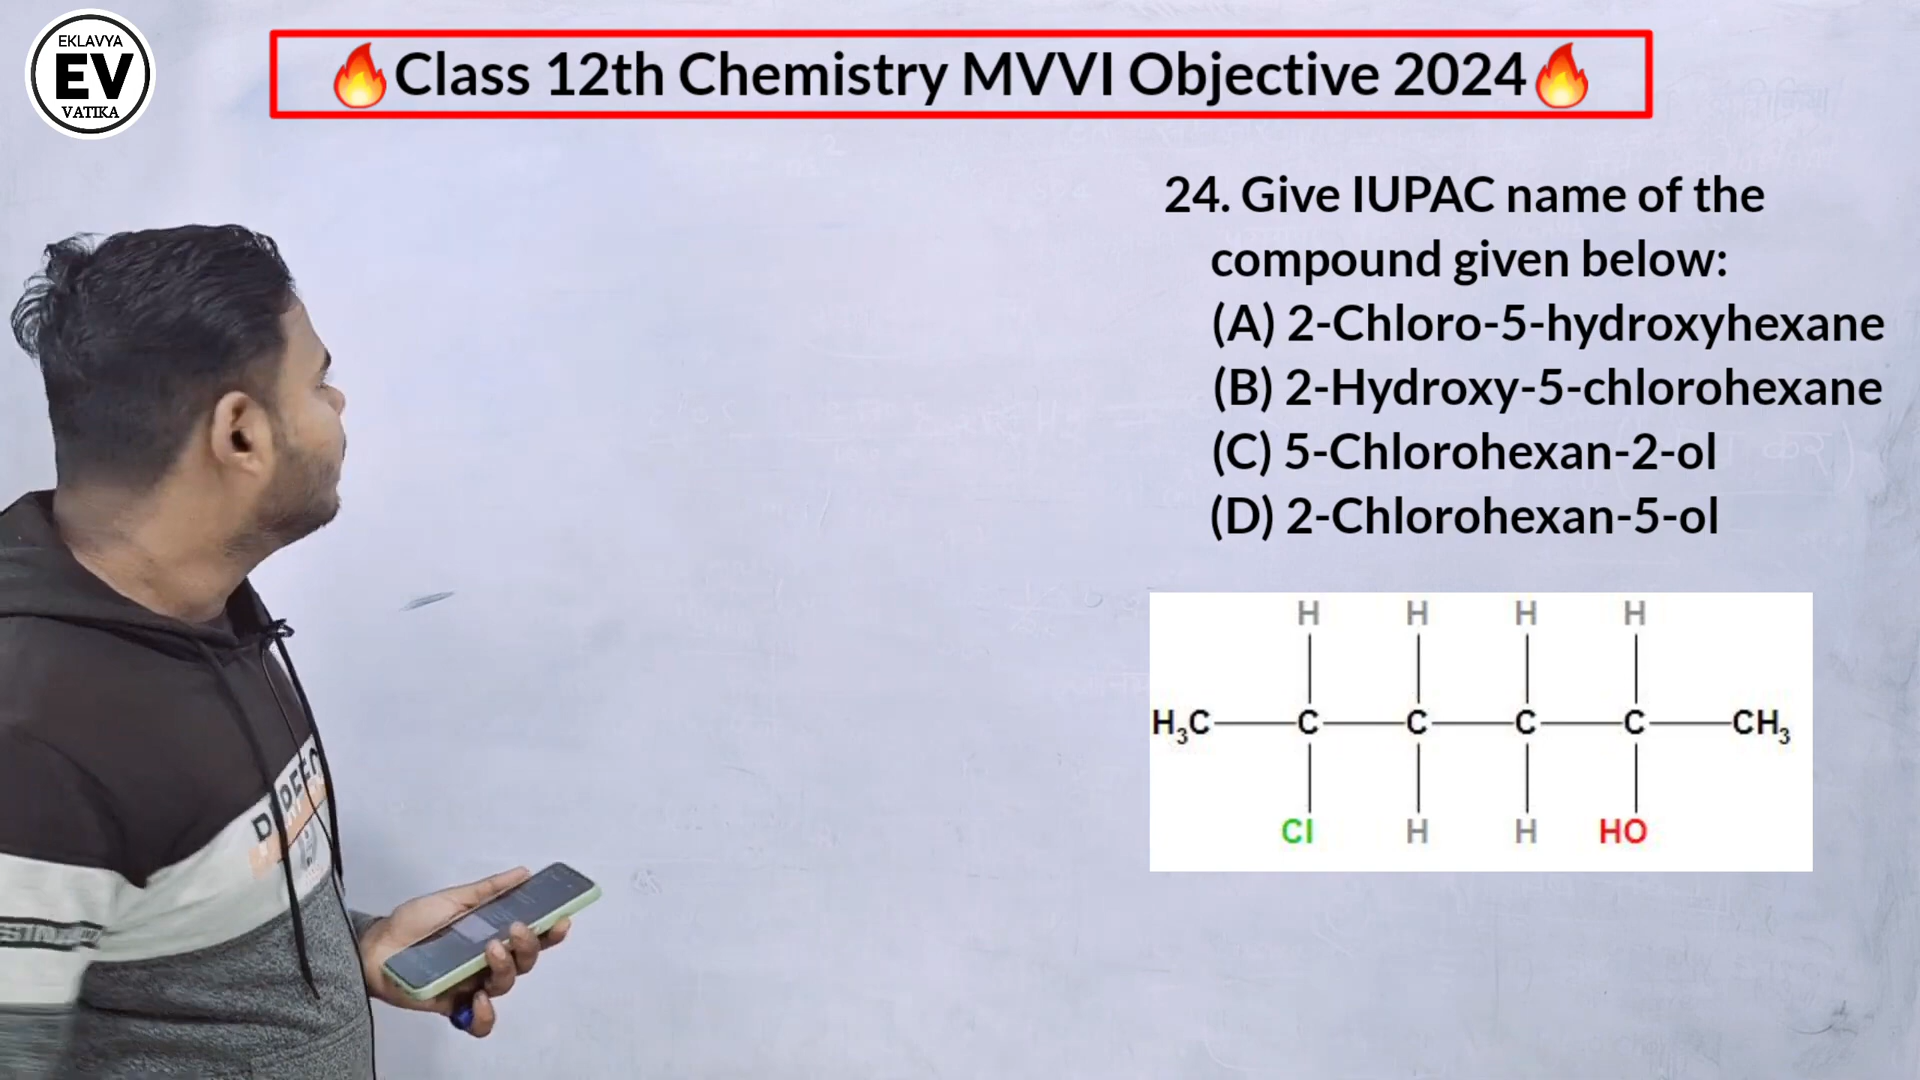 EKLAVYA
EV
VATIKA
🔥Class 12th Chemistry MVVI Objective 2024🔥
24. Give IUPAC name of the
compound given below:
(A) 2-Chloro-5-hydroxyhexane
(B) 2-Hydroxy-5-chlorohexane
(C) 5-Chlorohexan-2-ol
(D) 2-Chlorohexan-5-ol
H H H H
H₃C C C C C CH₃
Cl H H HO